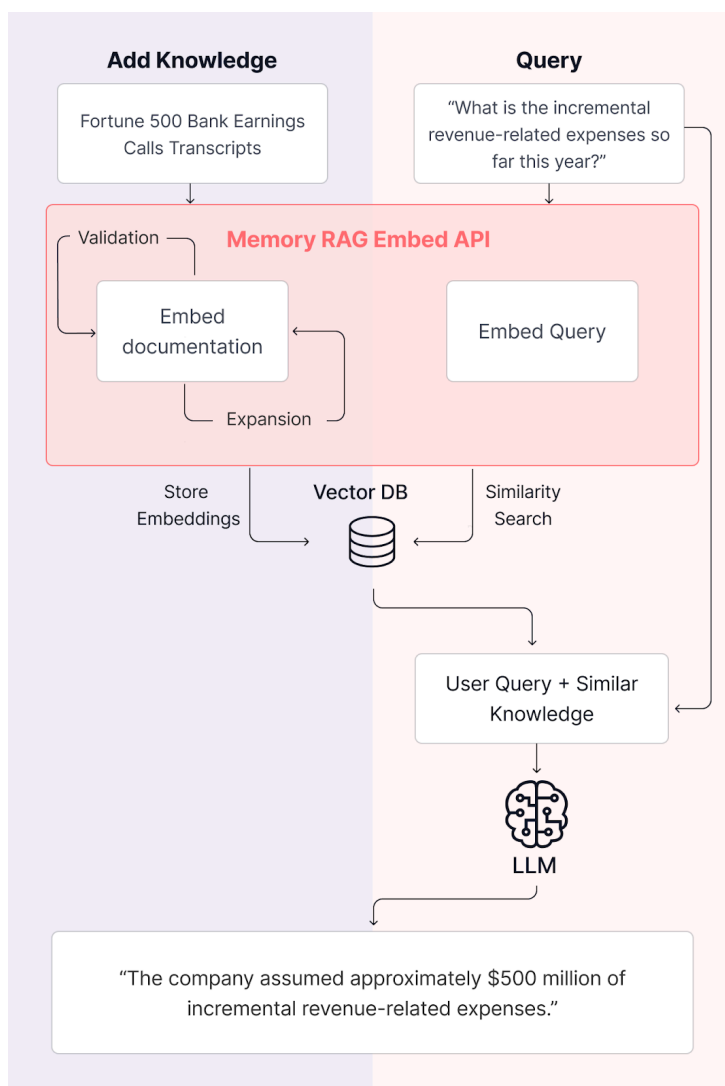 Add Knowledge
Query
Fortune 500 Bank Earnings
Calls Transcripts
“What is the incremental
revenue-related expenses so
far this year?”
Memory RAG Embed API
Validation
Embed
documentation
Expansion
Embed Query
Store
Embeddings
Vector DB
Similarity
Search
User Query + Similar
Knowledge
LLM
“The company assumed approximately $500 million of
incremental revenue-related expenses.”